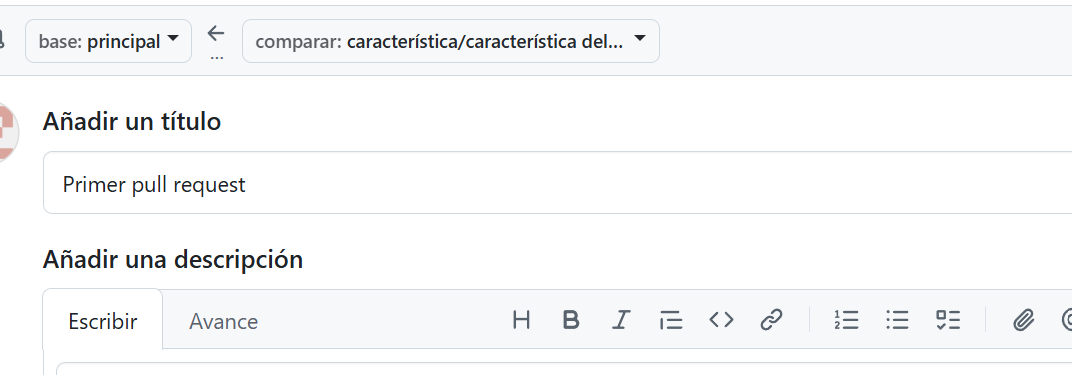 base: principal
...
comparar: característica/característica del...
Añadir un título
Primer pull request
Añadir una descripción
Escribir Avance